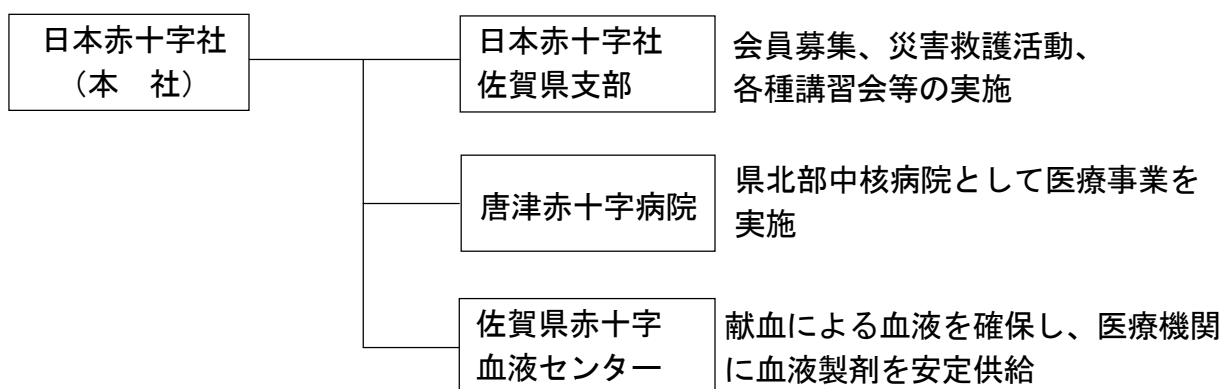 日本赤十字社
(本　社)
日本赤十字社
佐賀県支部
会員募集、災害救護活動、
各種講習会等の実施
唐津赤十字病院
県北部中核病院として医療事業を
実施
佐賀県赤十字
血液センター
献血による血液を確保し、医療機関
に血液製剤を安定供給